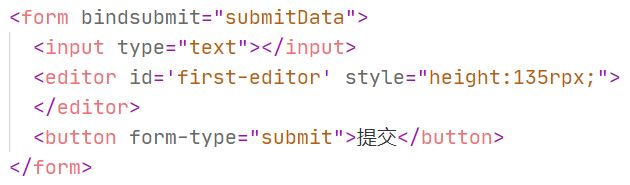 <form bindsubmit="submitData">
<input type="text"></input>
<editor id='first-editor' style="height:135rpx;">
</editor>
<button form-type="submit">提交</button>
</form>